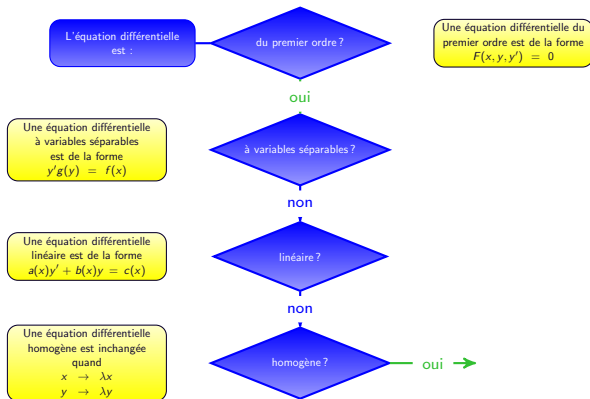 L'équation différentielle
est :
du premier ordre ?
Une équation différentielle du
premier ordre est de la forme
F(x, y, y′) = 0
oui
Une équation différentielle
à variables séparables
est de la forme
y′g(y) = f(x)
à variables séparables ?
non
Une équation différentielle
linéaire est de la forme
a(x)y′ + b(x)y = c(x)
linéaire ?
non
Une équation différentielle
homogène est inchangée
quand
x → λx
y → λy
homogène ?
oui